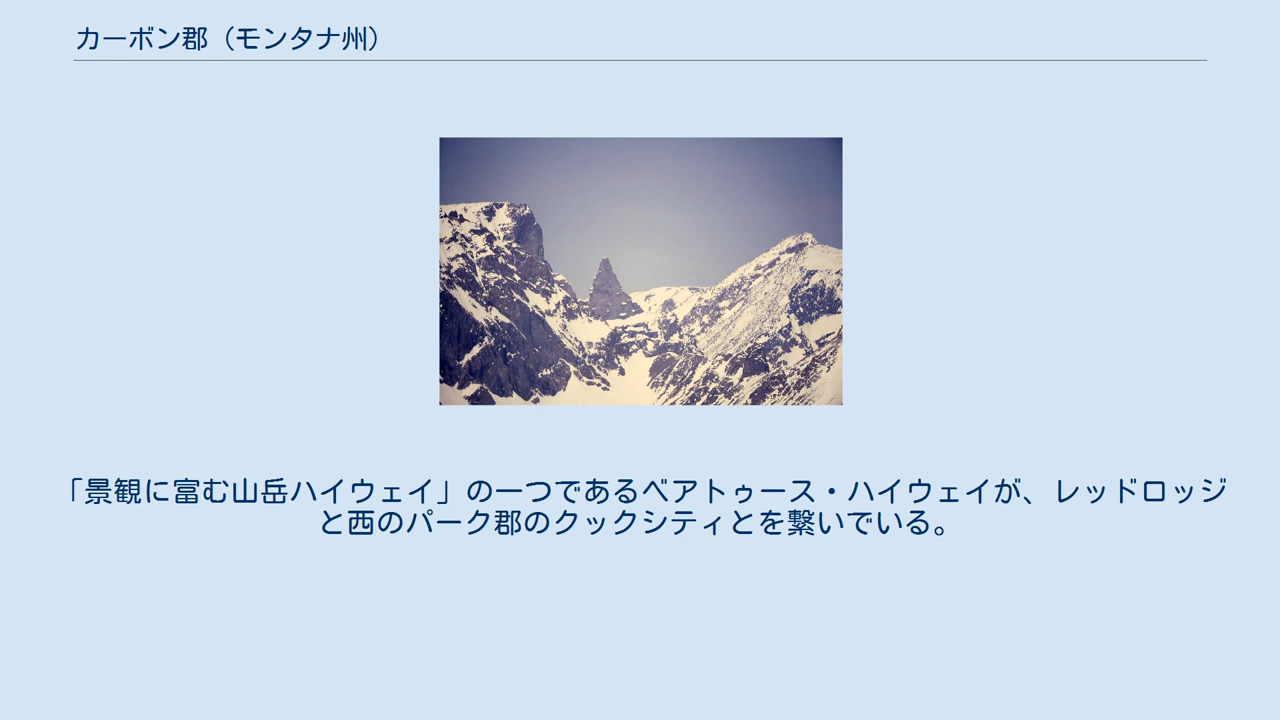 カーボン郡（モンタナ州）
「景観に富む山岳ハイウェイ」の一つであるベアトゥース・ハイウェイが、レッドロッジ
と西のパーク郡のクックシティとを繋いでいる。